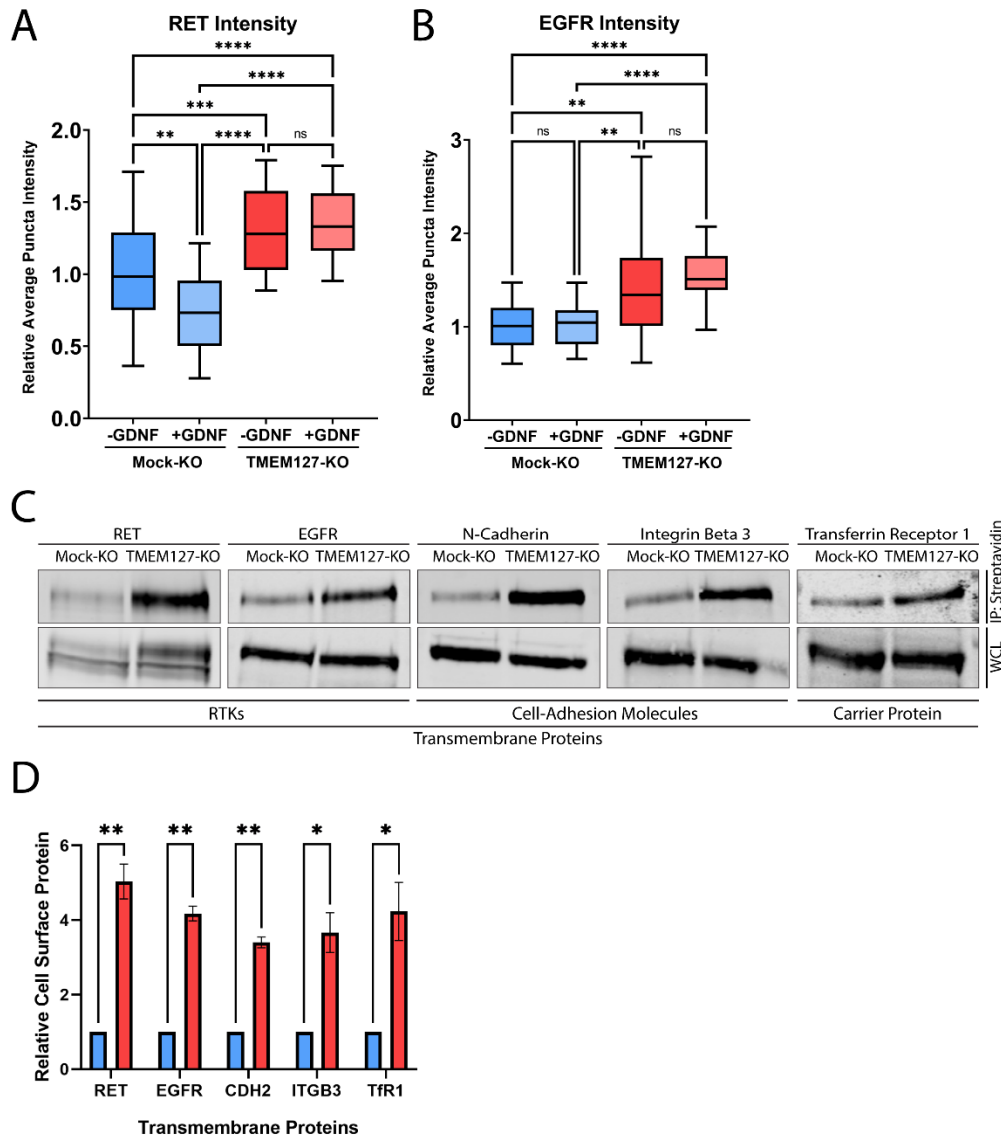 A
RET Intensity
****
****
***
** **** ns
Relative Average Puncta Intensity
2.0
1.5
1.0
0.5
0.0
-GDNF +GDNF -GDNF +GDNF
Mock-KO TMEM127-KO
B
EGFR Intensity
****
****
**
ns ** ns
Relative Average Puncta Intensity
3
2
1
0
-GDNF +GDNF -GDNF +GDNF
Mock-KO TMEM127-KO
C
RET EGFR N-Cadherin Integrin Beta 3 Transferrin Receptor 1
Mock-KO TMEM127-KO Mock-KO TMEM127-KO Mock-KO TMEM127-KO Mock-KO TMEM127-KO Mock-KO TMEM127-KO
IP: Streptavidin
WCL
RTKs Cell-Adhesion Molecules Carrier Protein
Transmembrane Proteins
D
** ** ** * *
Relative Cell Surface Protein
6
4
2
0
RET EGFR CDH2 ITGB3 TfR1
Transmembrane Proteins